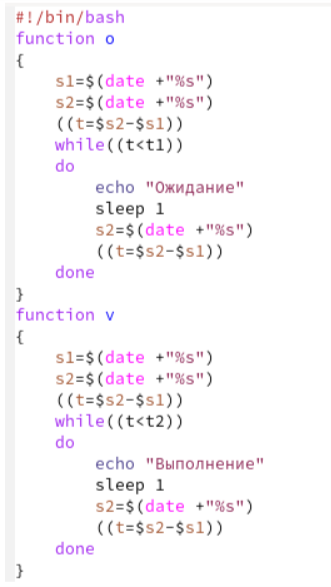 #!/bin/bash
function o
{
    s1=$(date +"%s")
    s2=$(date +"%s")
    ((t=$s2-$s1))
    while((t<t1))
    do
        echo "Ожидание"
        sleep 1
        s2=$(date +"%s")
        ((t=$s2-$s1))
    done
}
function v
{
    s1=$(date +"%s")
    s2=$(date +"%s")
    ((t=$s2-$s1))
    while((t<t2))
    do
        echo "Выполнение"
        sleep 1
        s2=$(date +"%s")
        ((t=$s2-$s1))
    done
}